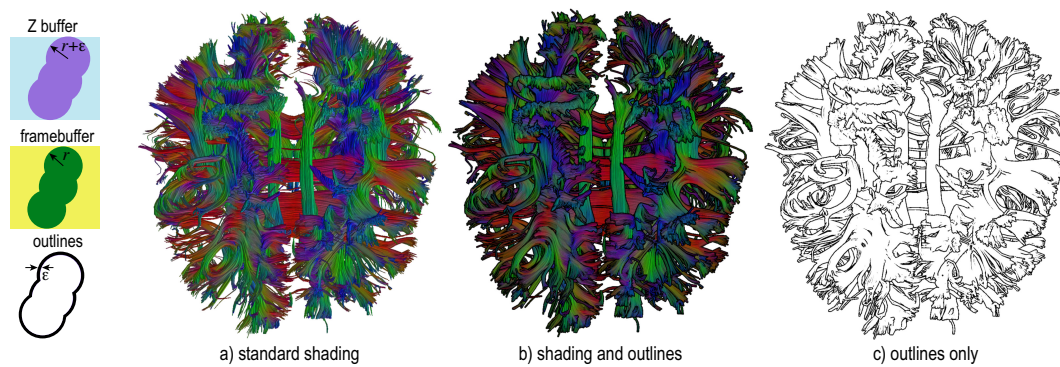 Z buffer
r+ε
framebuffer
r
outlines
ε
a) standard shading
b) shading and outlines
c) outlines only